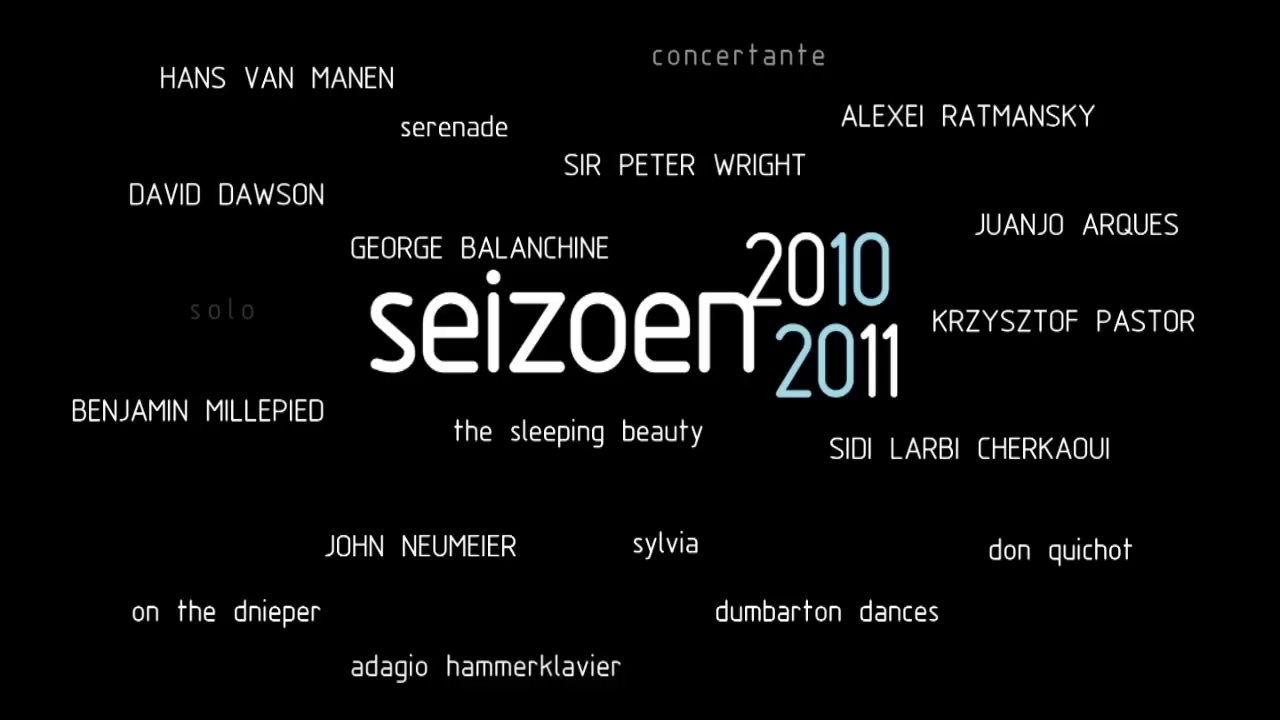 concertante
HANS VAN MANEN
ALEXEI RATMANSKY
serenade
SIR PETER WRIGHT
DAVID DAWSON
JUANJO ARQUES
GEORGE BALANCHINE
seizoen 2010
2011
solo
KRZYSZTOF PASTOR
BENJAMIN MILLEPIED
the sleeping beauty
SIDI LARBI CHERKAOUI
JOHN NEUMEIER
sylvia
don quichot
on the dnieper
dumbarton dances
adagio hammerklavier